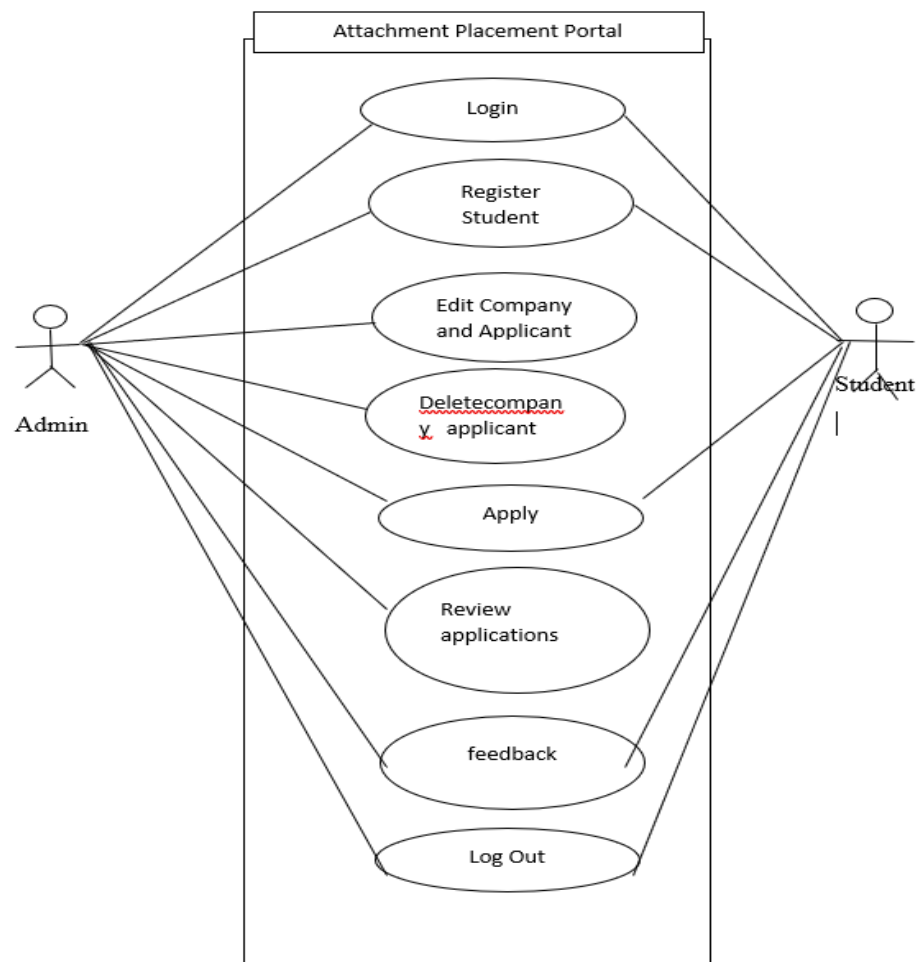 Attachment Placement Portal
Login
Register
Student
Edit Company
and Applicant
Deletecompan
y applicant
Admin
Student
Apply
Review
applications
feedback
Log Out